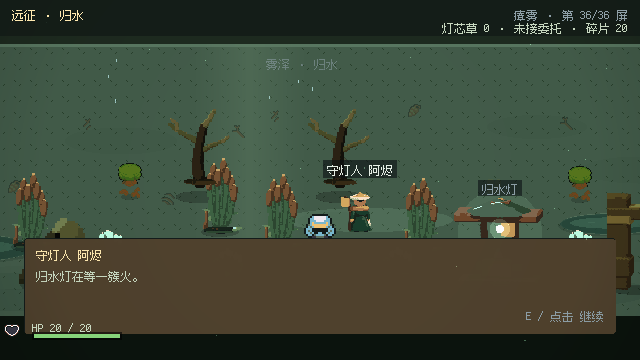 远征 · 归水
瘴雾 · 第 36/36 屏
灯芯草 0 · 未接委托 · 碎片 20
雾泽 · 归水
守灯人 阿烬
归水灯
守灯人 阿烬
归水灯在等一簇火。
E / 点击 继续
HP 20 / 20